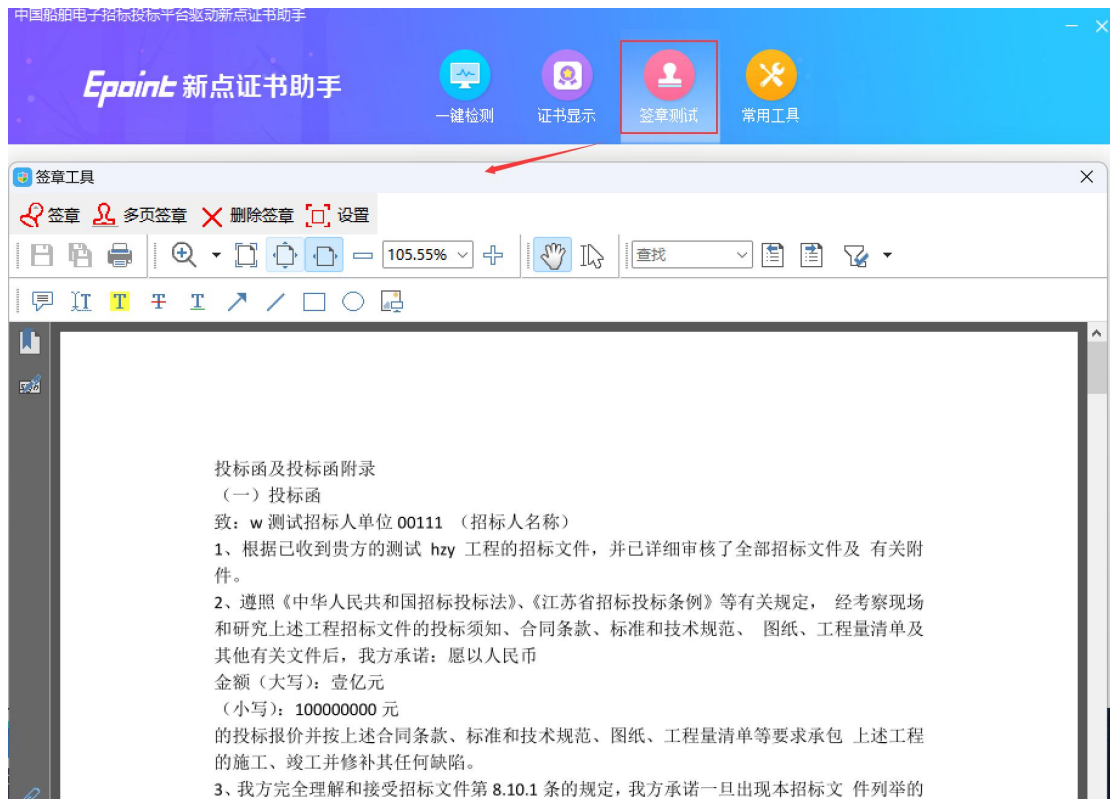 中国船舶电子招标投标平台驱动新点证书助手
Epoint 新点证书助手
一键检测 证书显示 签章测试 常用工具
签章工具
签章 多页签章 删除签章 设置
105.55% 查找
投标函及投标函附录
（一）投标函
致：w 测试招标人单位 00111 （招标人名称）
1、根据已收到贵方的测试 hzy 工程的招标文件，并已详细审核了全部招标文件及 有关附
件。
2、遵照《中华人民共和国招标投标法》、《江苏省招标投标条例》等有关规定， 经考察现场
和研究上述工程招标文件的投标须知、合同条款、标准和技术规范、 图纸、工程量清单及
其他有关文件后，我方承诺：愿以人民币
金额（大写）：壹亿元
（小写）：100000000 元
的投标报价并按上述合同条款、标准和技术规范、图纸、工程量清单等要求承包 上述工程
的施工、竣工并修补其任何缺陷。
3、我方完全理解和接受招标文件第 8.10.1 条的规定，我方承诺一旦出现本招标文 件列举的